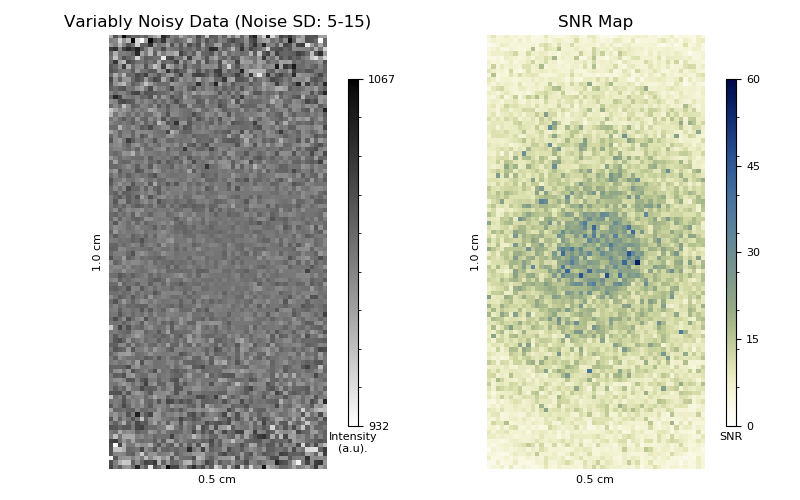 Variably Noisy Data (Noise SD: 5-15)
1.0 cm
0.5 cm
1067
932
Intensity
(a.u).
SNR Map
1.0 cm
0.5 cm
60
45
30
15
0
SNR